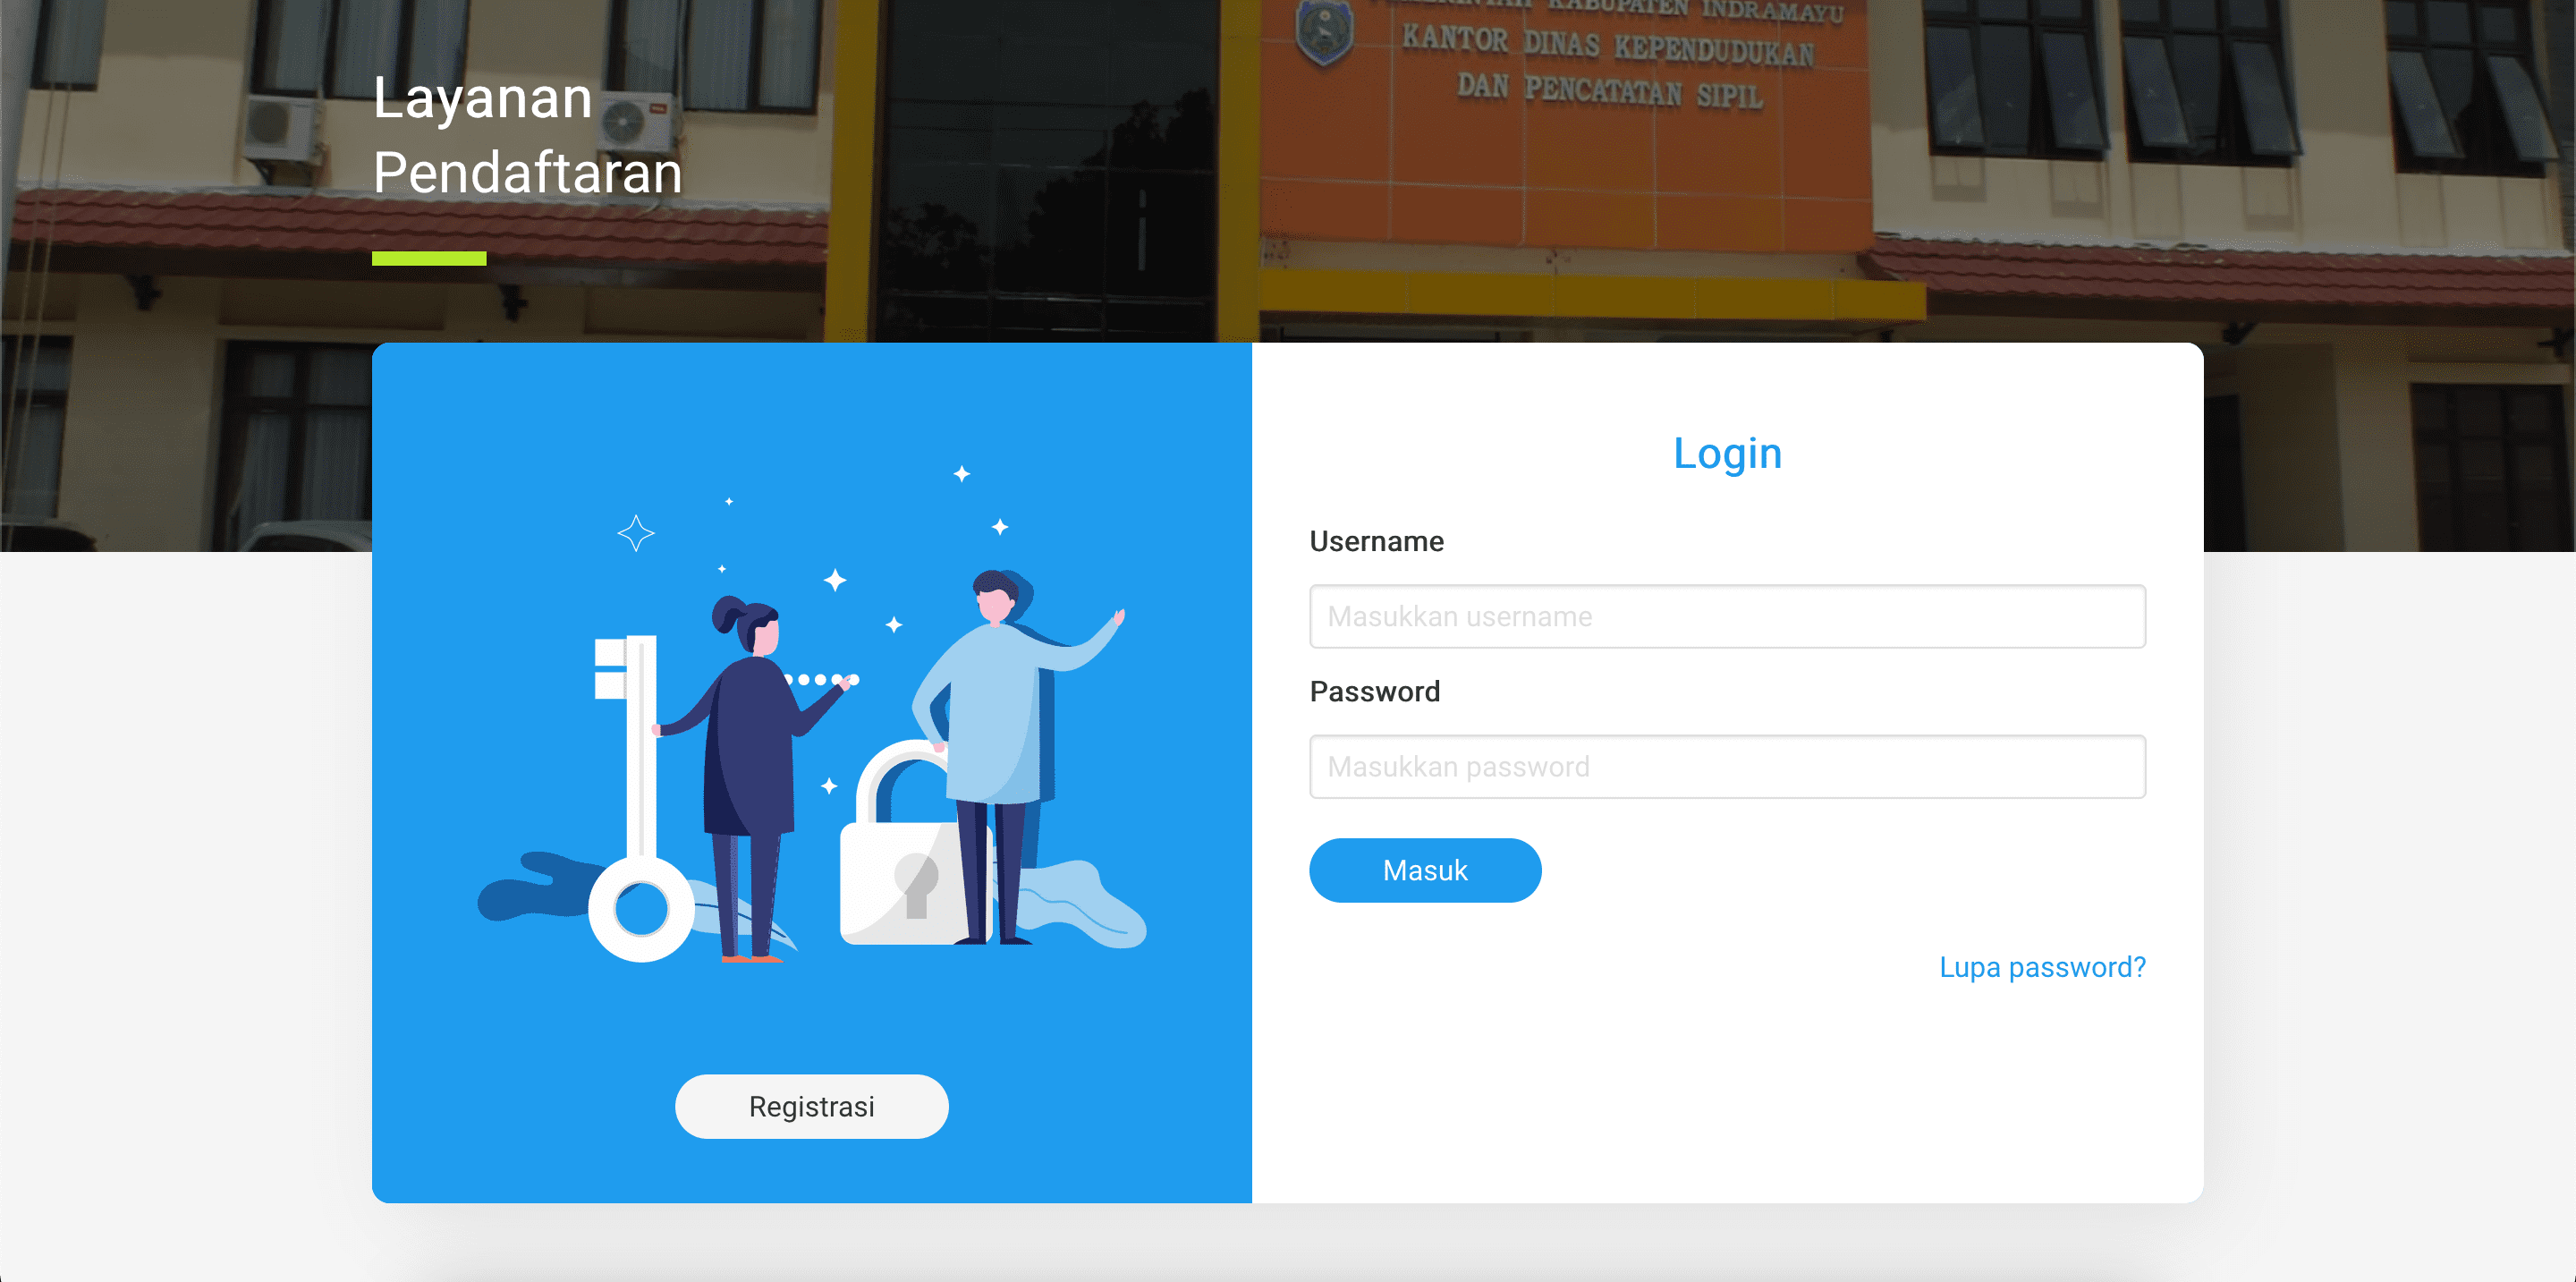 PEMERINTAH KABUPATEN INDRAMAYU
KANTOR DINAS KEPENDUDUKAN
DAN PENCATATAN SIPIL
Layanan
Pendaftaran
Login
Username
Masukkan username
Password
Masukkan password
Masuk
Lupa password?
Registrasi